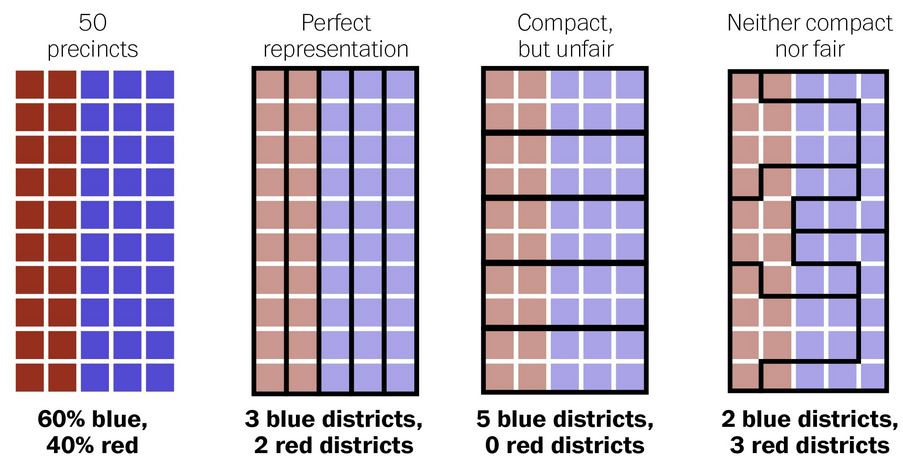 50
precincts
Perfect
representation
Compact,
but unfair
Neither compact
nor fair
60% blue,
40% red
3 blue districts,
2 red districts
5 blue districts,
0 red districts
2 blue districts,
3 red districts